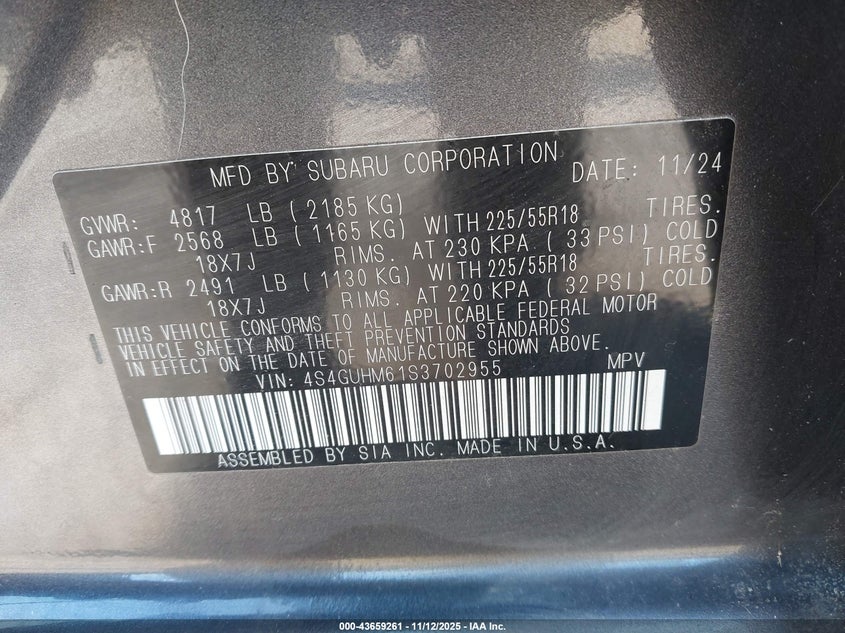 MFD BY SUBARU CORPORATION DATE: 11/24
GVWR: 4817 LB ( 2185 KG)
GAWR:F 2568 LB ( 1165 KG) WITH 225/55R18 TIRES.
18X7J RIMS. AT 230 KPA ( 33 PSI) COLD
GAWR:R 2491 LB ( 1130 KG) WITH 225/55R18 TIRES.
18X7J RIMS. AT 220 KPA ( 32 PSI) COLD
THIS VEHICLE CONFORMS TO ALL APPLICABLE FEDERAL MOTOR
VEHICLE SAFETY AND THEFT PREVENTION STANDARDS
IN EFFECT ON THE DATE OF MANUFACTURE SHOWN ABOVE.
VIN: 4S4GUHM61S3702955 MPV
ASSEMBLED BY SIA INC. MADE IN U.S.A.
000-43659261 - 11/12/2025 - IAA Inc.